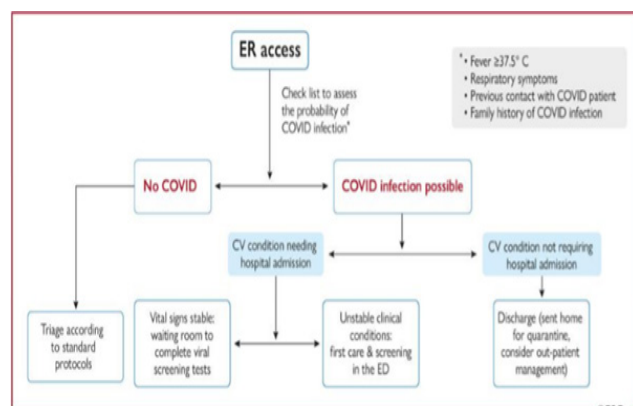 ER access
* • Fever ≥37.5° C
• Respiratory symptoms
• Previous contact with COVID patient
• Family history of COVID infection
Check list to assess
the probability of
COVID infection*
No COVID
COVID infection possible
CV condition needing
hospital admission
CV condition not requiring
hospital admission
Triage according
to standard
protocols
Vital signs stable:
waiting room to
complete viral
screening tests
Unstable clinical
conditions:
first care & screening
in the ED
Discharge (sent home
for quarantine,
consider out-patient
management)